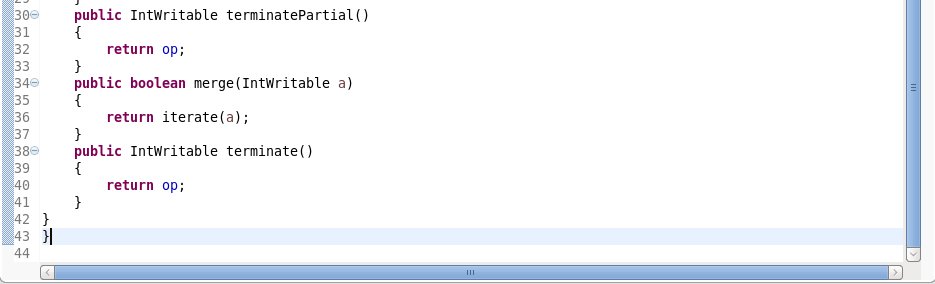 30 public IntWritable terminatePartial()
31 {
32 return op;
33 }
34 public boolean merge(IntWritable a)
35 {
36 return iterate(a);
37 }
38 public IntWritable terminate()
39 {
40 return op;
41 }
42 }
43 }
44